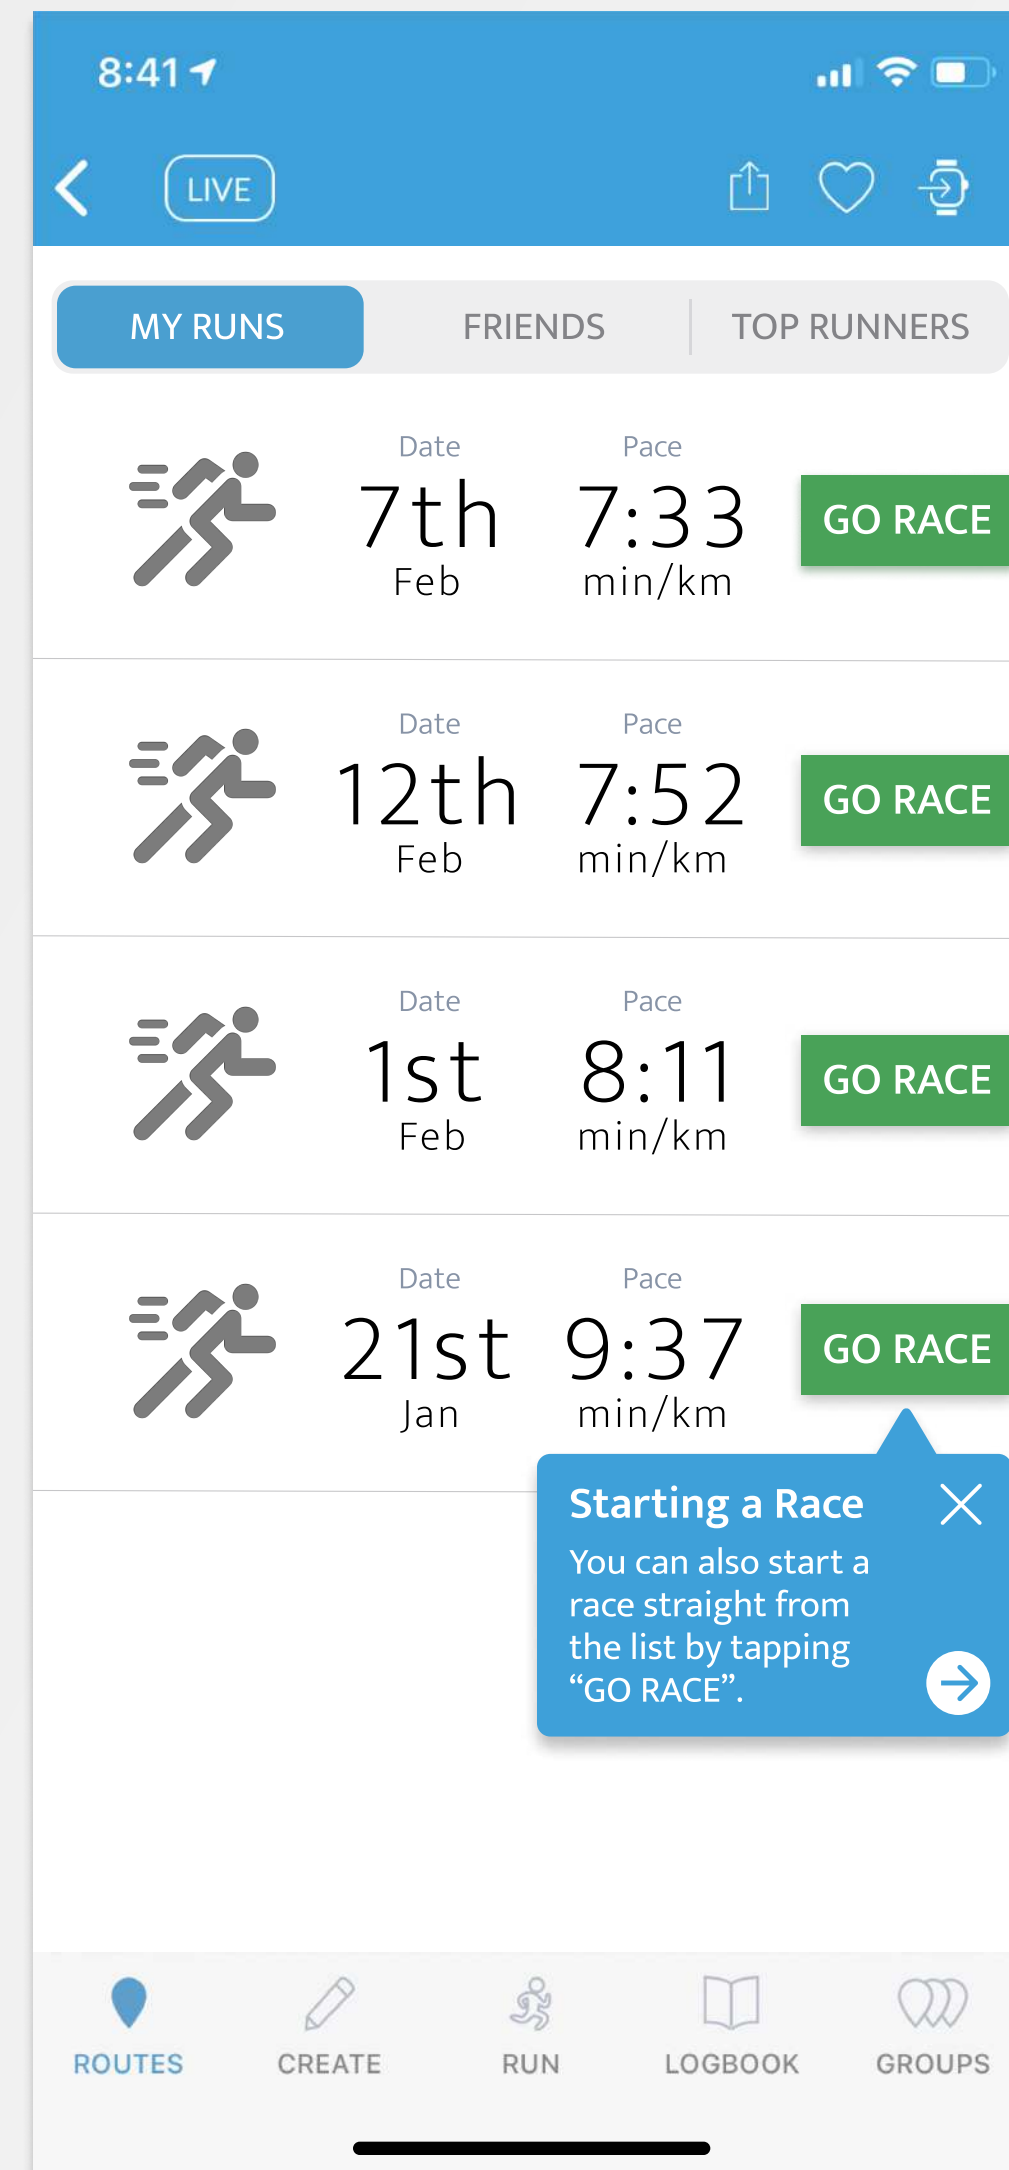 8:41
LIVE
MY RUNS FRIENDS TOP RUNNERS
Date Pace
7th 7:33 GO RACE
Feb min/km
Date Pace
12th 7:52 GO RACE
Feb min/km
Date Pace
1st 8:11 GO RACE
Feb min/km
Date Pace
21st 9:37 GO RACE
Jan min/km
Starting a Race
You can also start a
race straight from
the list by tapping
“GO RACE”.
ROUTES CREATE RUN LOGBOOK GROUPS